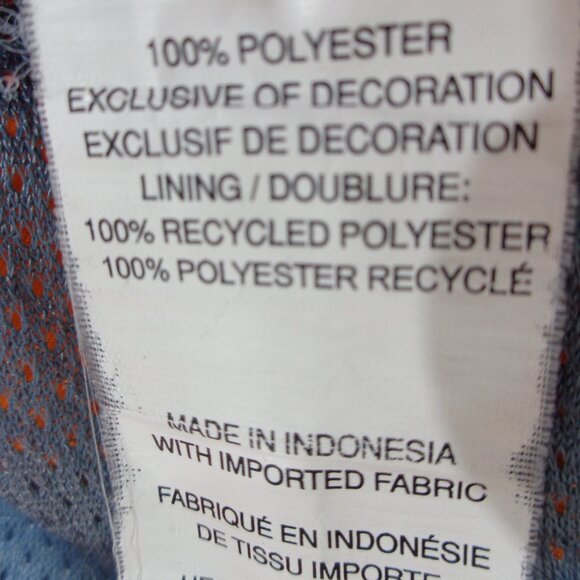 100% POLYESTER
EXCLUSIVE OF DECORATION
EXCLUSIF DE DECORATION
LINING / DOUBLURE:
100% RECYCLED POLYESTER
100% POLYESTER RECYCLÉ
MADE IN INDONESIA
WITH IMPORTED FABRIC
FABRIQUÉ EN INDONÉSIE
DE TISSU IMPORTE